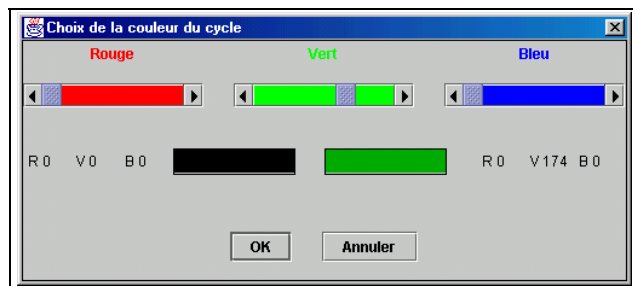 Choix de la couleur du cycle
Rouge Vert Bleu
R 0 V 0 B 0 R 0 V 174 B 0
OK Annuler